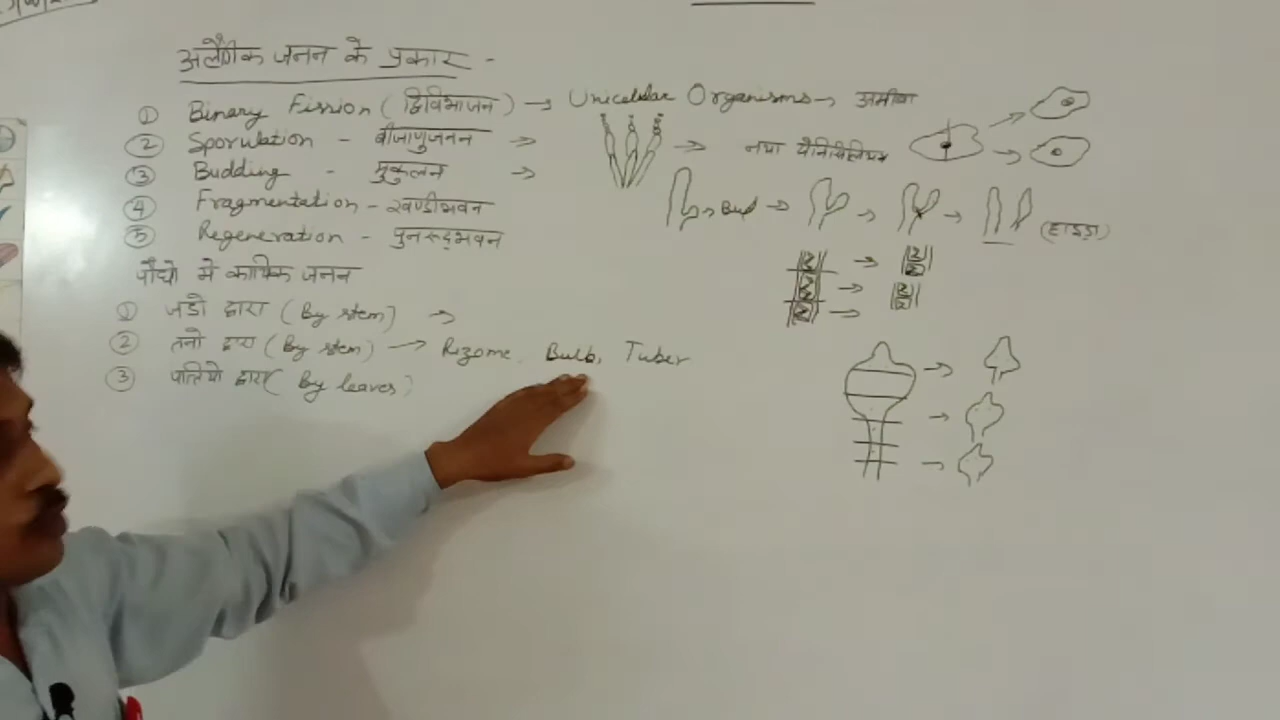 अलैंगिक जनन के प्रकार -
① Binary Fission (द्विविभाजन) → Unicellular Organisms → अमीबा
② Sporulation - बीजाणुजनन → → नया पेनिसिलियम
③ Budding - मुकुलन → → Bud → → → (हाइड्रा)
④ Fragmentation - खण्डीभवन
⑤ Regeneration - पुनरूद्भवन
पौधो मे कायिक जनन
① जडो द्वारा (By stem) →
② तनो द्वारा (By stem) → Rizome, Bulb, Tuber
③ पत्तियो द्वारा (By leaves)